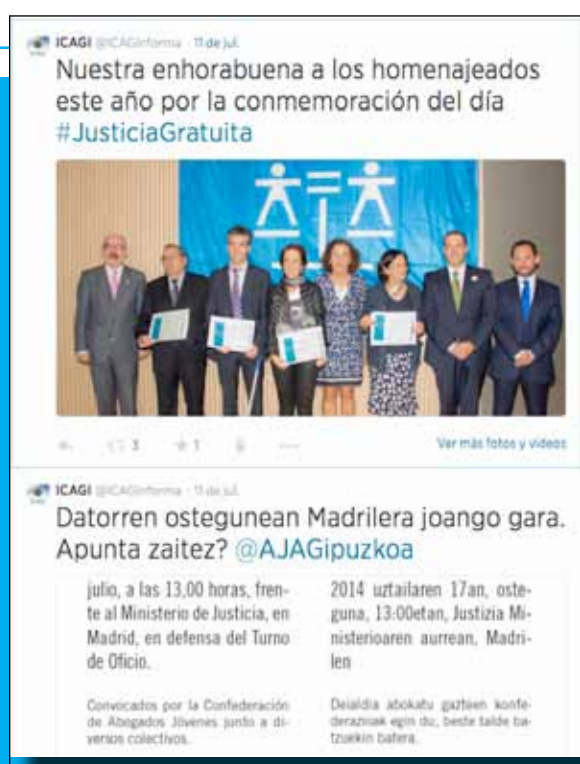 ICAGI @ICAGInforma · 11 de jul.
Nuestra enhorabuena a los homenajeados
este año por la conmemoración del día
#JusticiaGratuita
3 1
Ver más fotos y vídeos
ICAGI @ICAGInforma · 11 de jul.
Datorren ostegunean Madrilera joango gara.
Apunta zaitez? @AJAGipuzkoa
julio, a las 13,00 horas, fren-
te al Ministerio de Justicia, en
Madrid, en defensa del Turno
de Oficio.
Convocados por la Confederación
de Abogados Jóvenes junto a di-
versos colectivos.
2014 uztailaren 17an, oste-
guna, 13:00etan, Justizia Mi-
nisterioaren aurrean, Madri-
len
Deialdia abokatu gazteen konfe-
derazioak egin du, beste talde ba-
tzuekin batera.